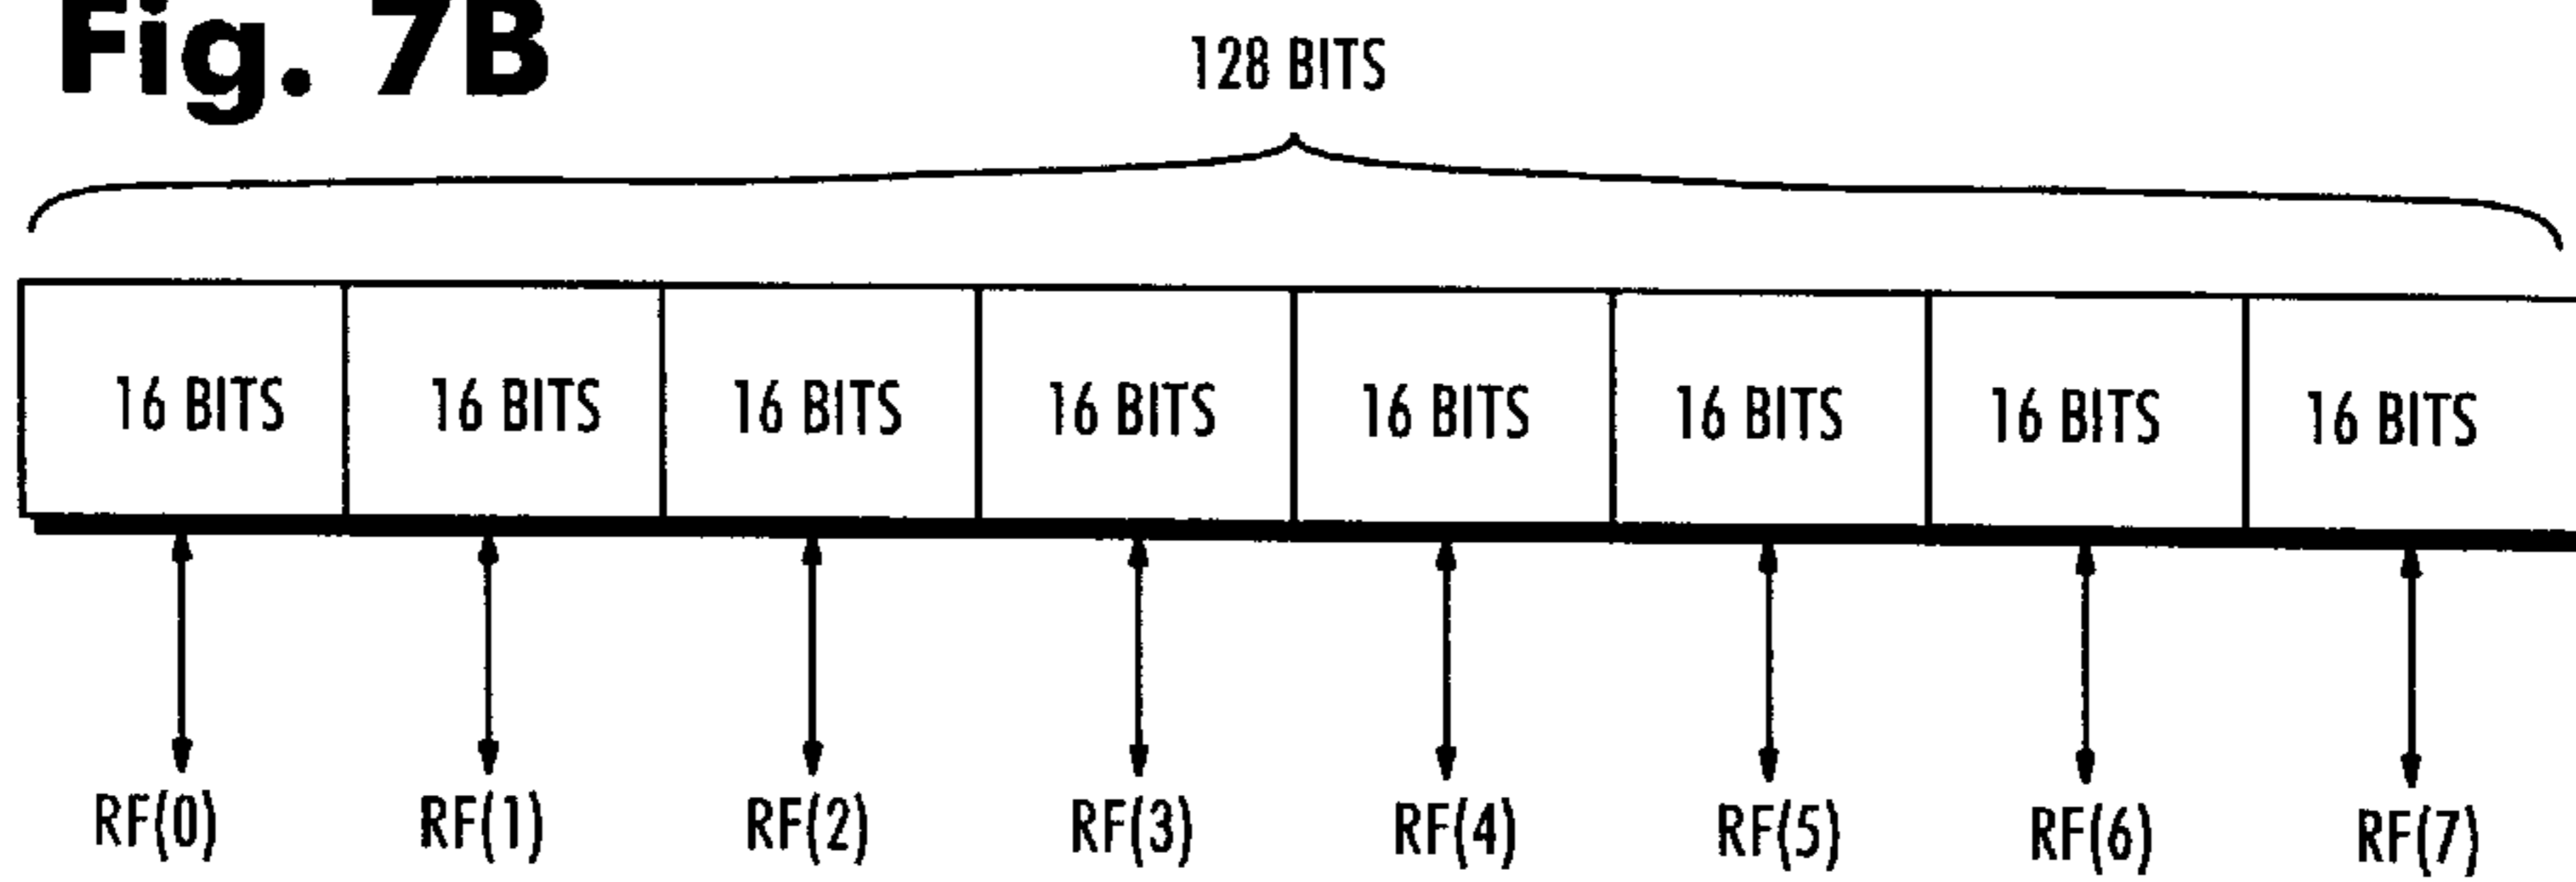 Fig. 7B
128 BITS
16 BITS 16 BITS 16 BITS 16 BITS 16 BITS 16 BITS 16 BITS 16 BITS
RF(0) RF(1) RF(2) RF(3) RF(4) RF(5) RF(6) RF(7)